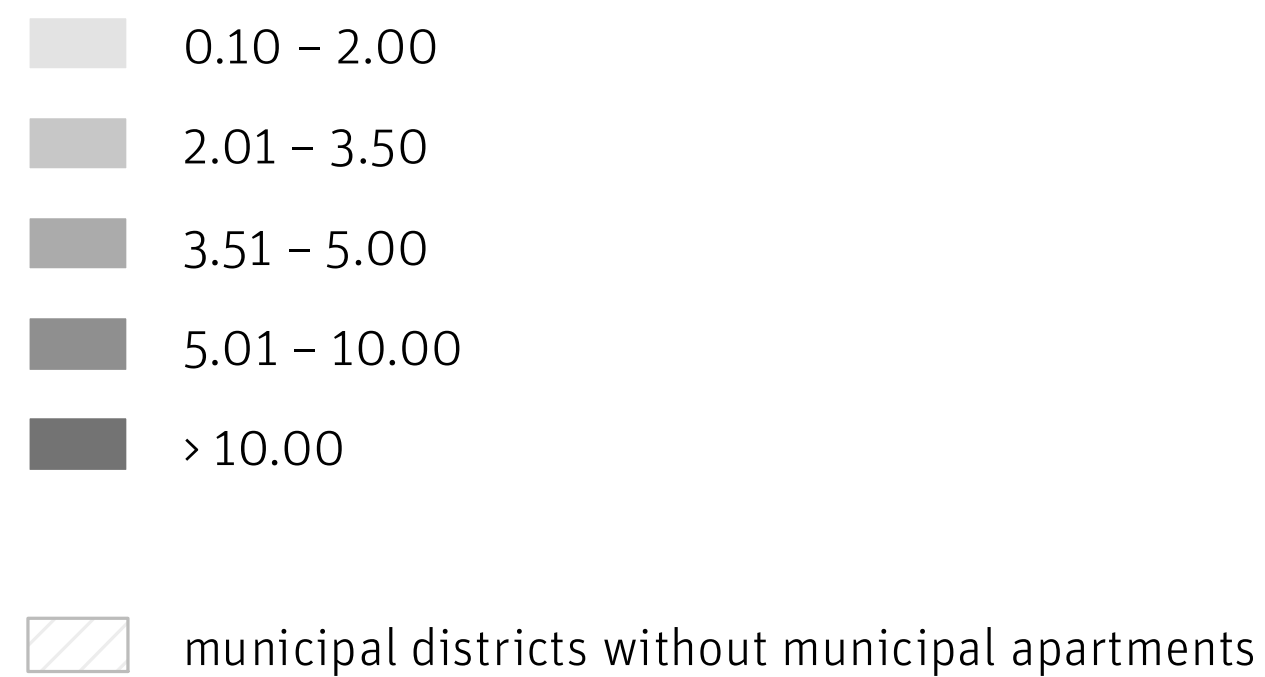 0.10 – 2.00
2.01 – 3.50
3.51 – 5.00
5.01 – 10.00
> 10.00
municipal districts without municipal apartments